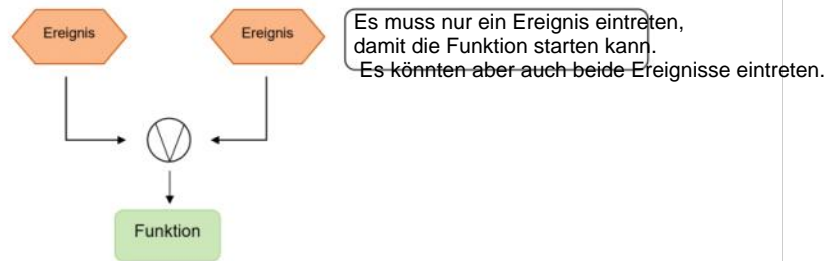 Ereignis
Ereignis
Es muss nur ein Ereignis eintreten,
damit die Funktion starten kann.
Es könnten aber auch beide Ereignisse eintreten.
Funktion